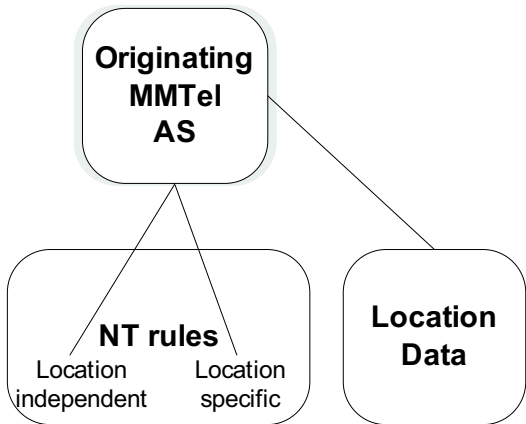 Originating
MMTel
AS
NT rules
Location
independent
Location
specific
Location
Data